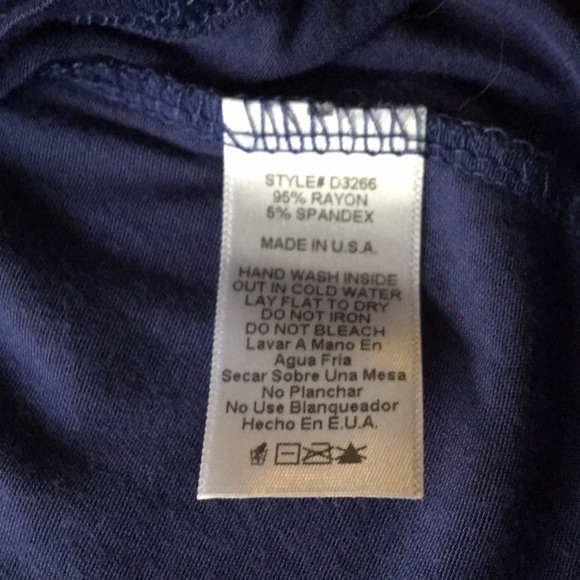 STYLE# D3266
95% RAYON
5% SPANDEX
MADE IN U.S.A.
HAND WASH INSIDE
OUT IN COLD WATER
LAY FLAT TO DRY
DO NOT IRON
DO NOT BLEACH
Lavar A Mano En
Agua Fria
Secar Sobre Una Mesa
No Planchar
No Use Blanqueador
Hecho En E.U.A.